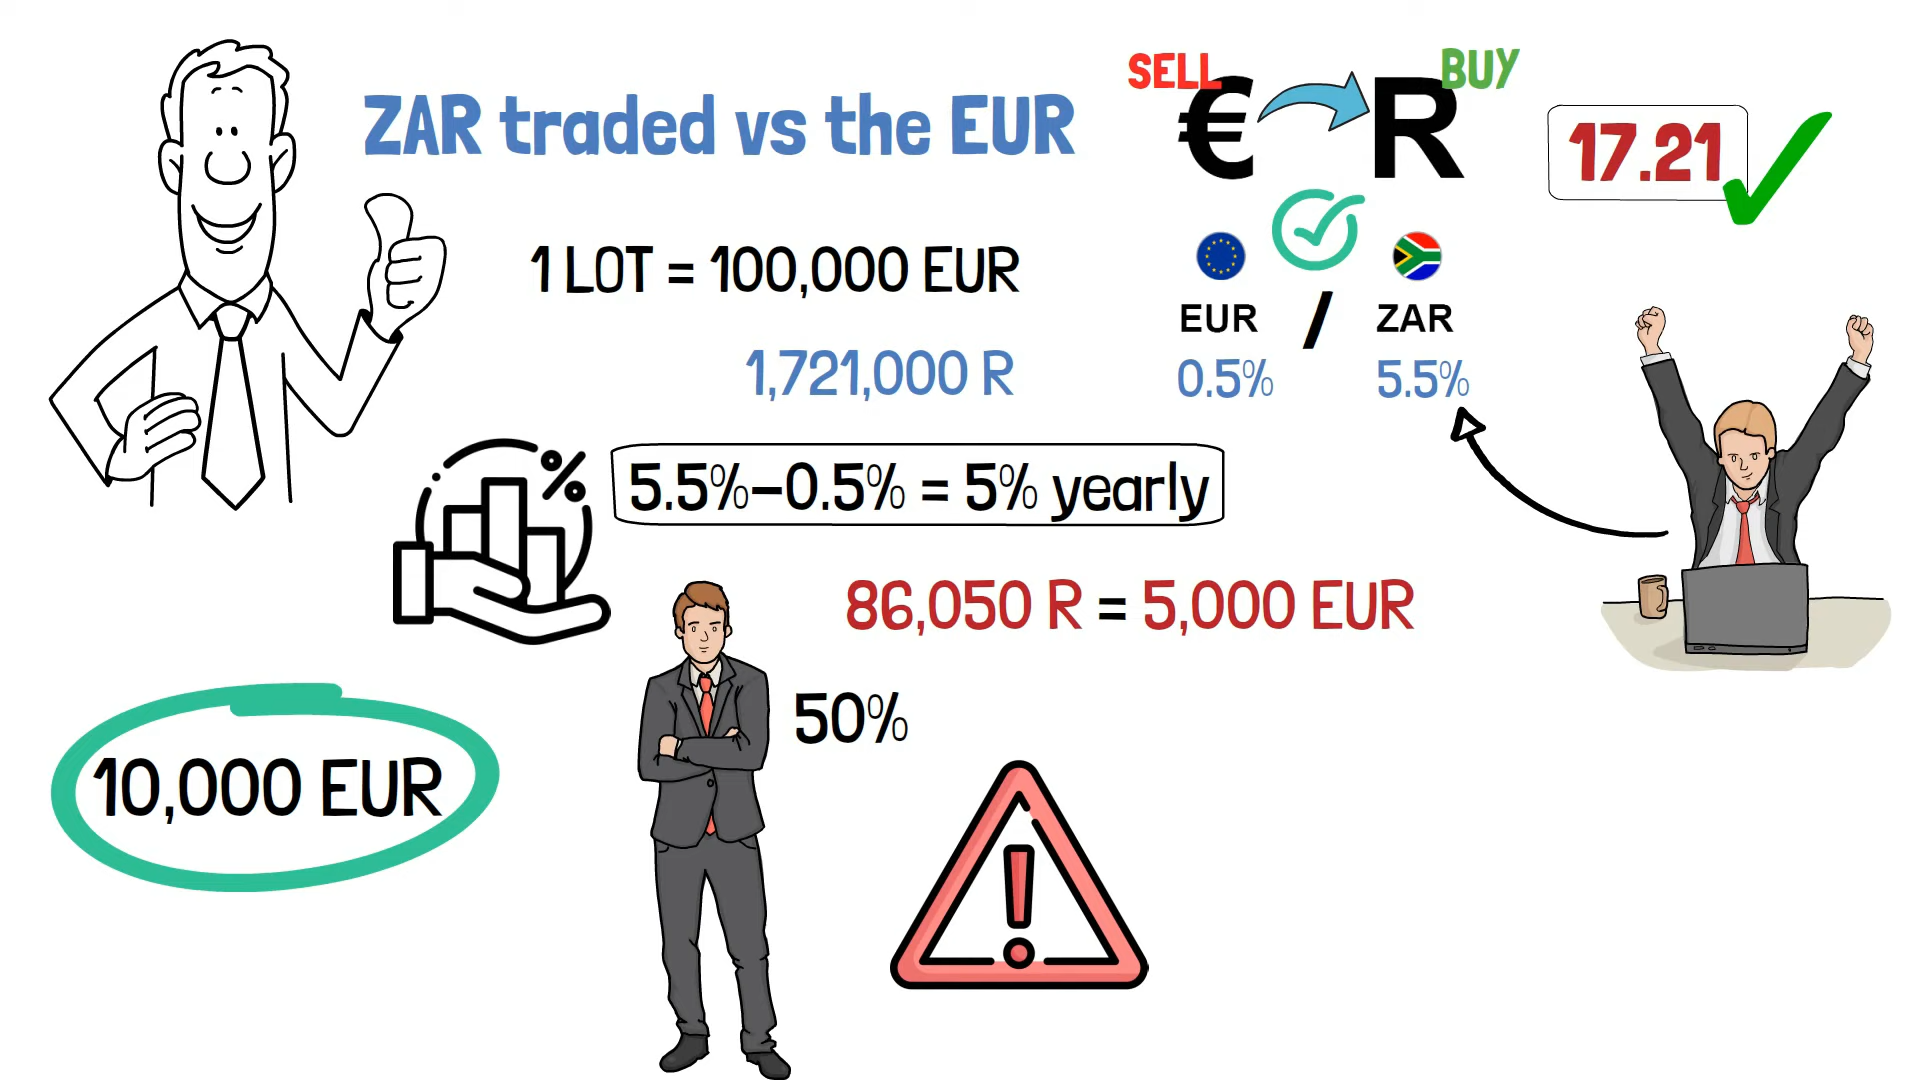 SELL
BUY
ZAR traded vs the EUR
€ R
17.21
1 LOT = 100,000 EUR
EUR / ZAR
0.5% 5.5%
1,721,000 R
5.5%–0.5% = 5% yearly
86,050 R = 5,000 EUR
50%
10,000 EUR